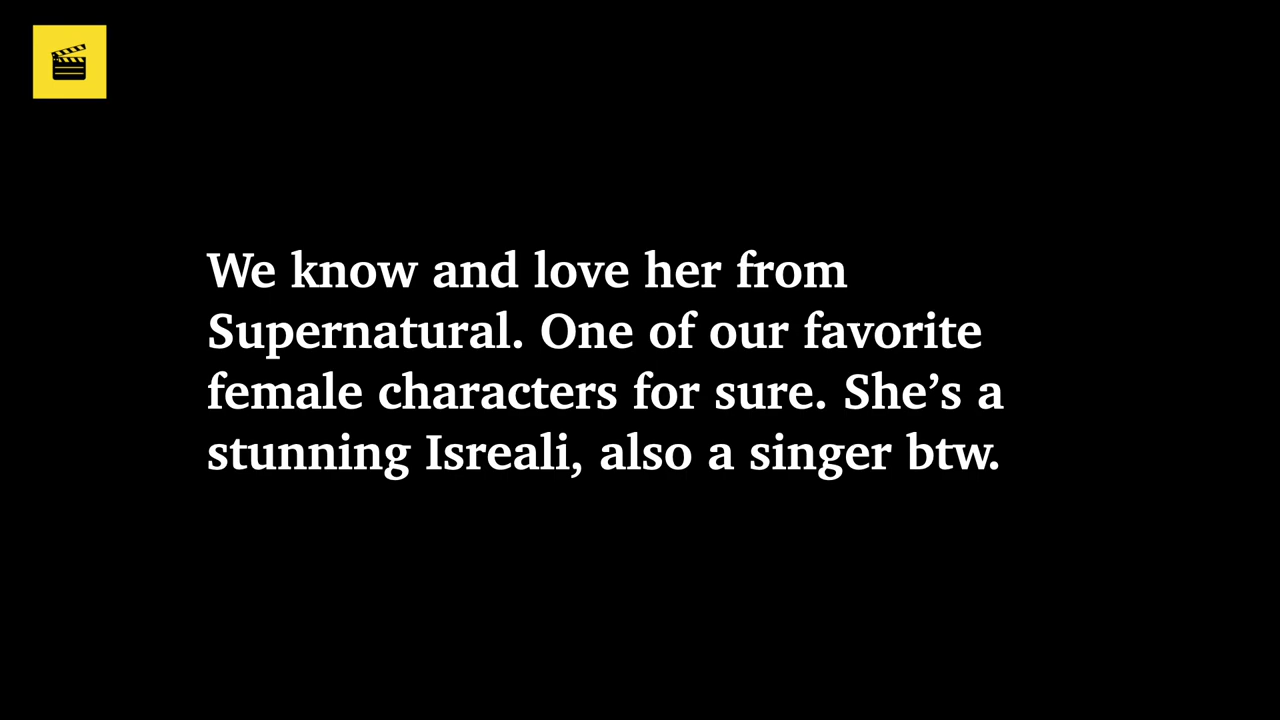 We know and love her from
Supernatural. One of our favorite
female characters for sure. She’s a
stunning Isreali, also a singer btw.